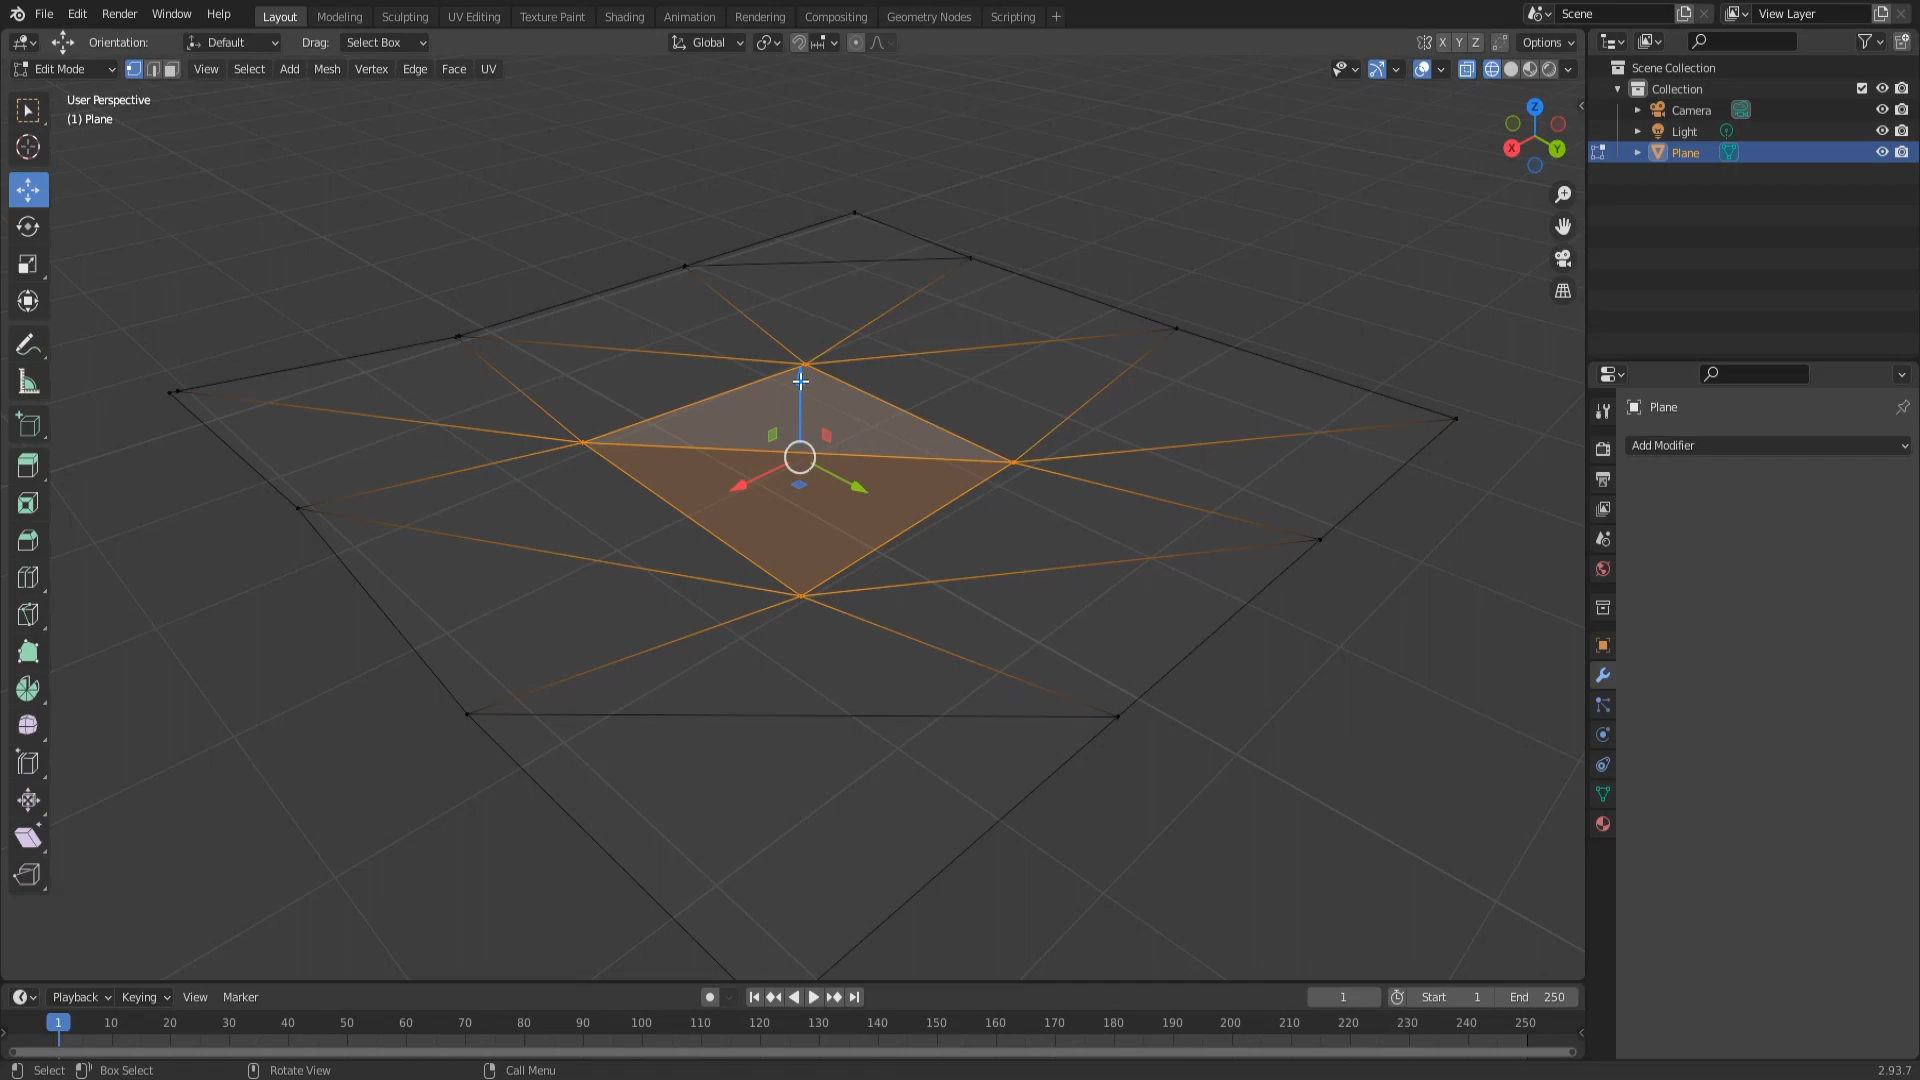 File Edit Render Window Help Layout Modeling Sculpting UV Editing Texture Paint Shading Animation Rendering Compositing Geometry Nodes Scripting + Scene View Layer
Orientation: Default Drag: Select Box Global X Y Z Options
Edit Mode View Select Add Mesh Vertex Edge Face UV
User Perspective
(1) Plane
Z
X
Y
Scene Collection
Collection
Camera
Light
Plane
Plane
Add Modifier
Playback Keying View Marker 1 Start 1 End 250
1 10 20 30 40 50 60 70 80 90 100 110 120 130 140 150 160 170 180 190 200 210 220 230 240 250
Select Box Select Rotate View Call Menu 2.93.7